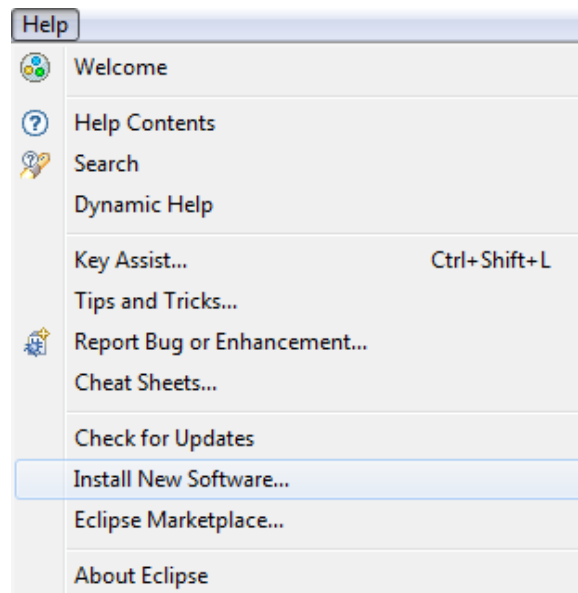 Help
Welcome
Help Contents
Search
Dynamic Help
Key Assist... Ctrl+Shift+L
Tips and Tricks...
Report Bug or Enhancement...
Cheat Sheets...
Check for Updates
Install New Software...
Eclipse Marketplace...
About Eclipse